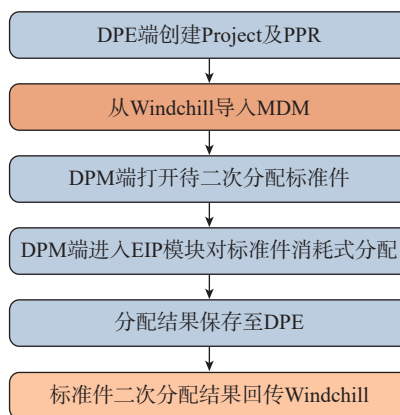 DPE端创建Project及PPR
从Windchill导入MDM
DPM端打开待二次分配标准件
DPM端进入EIP模块对标准件消耗式分配
分配结果保存至DPE
标准件二次分配结果回传Windchill